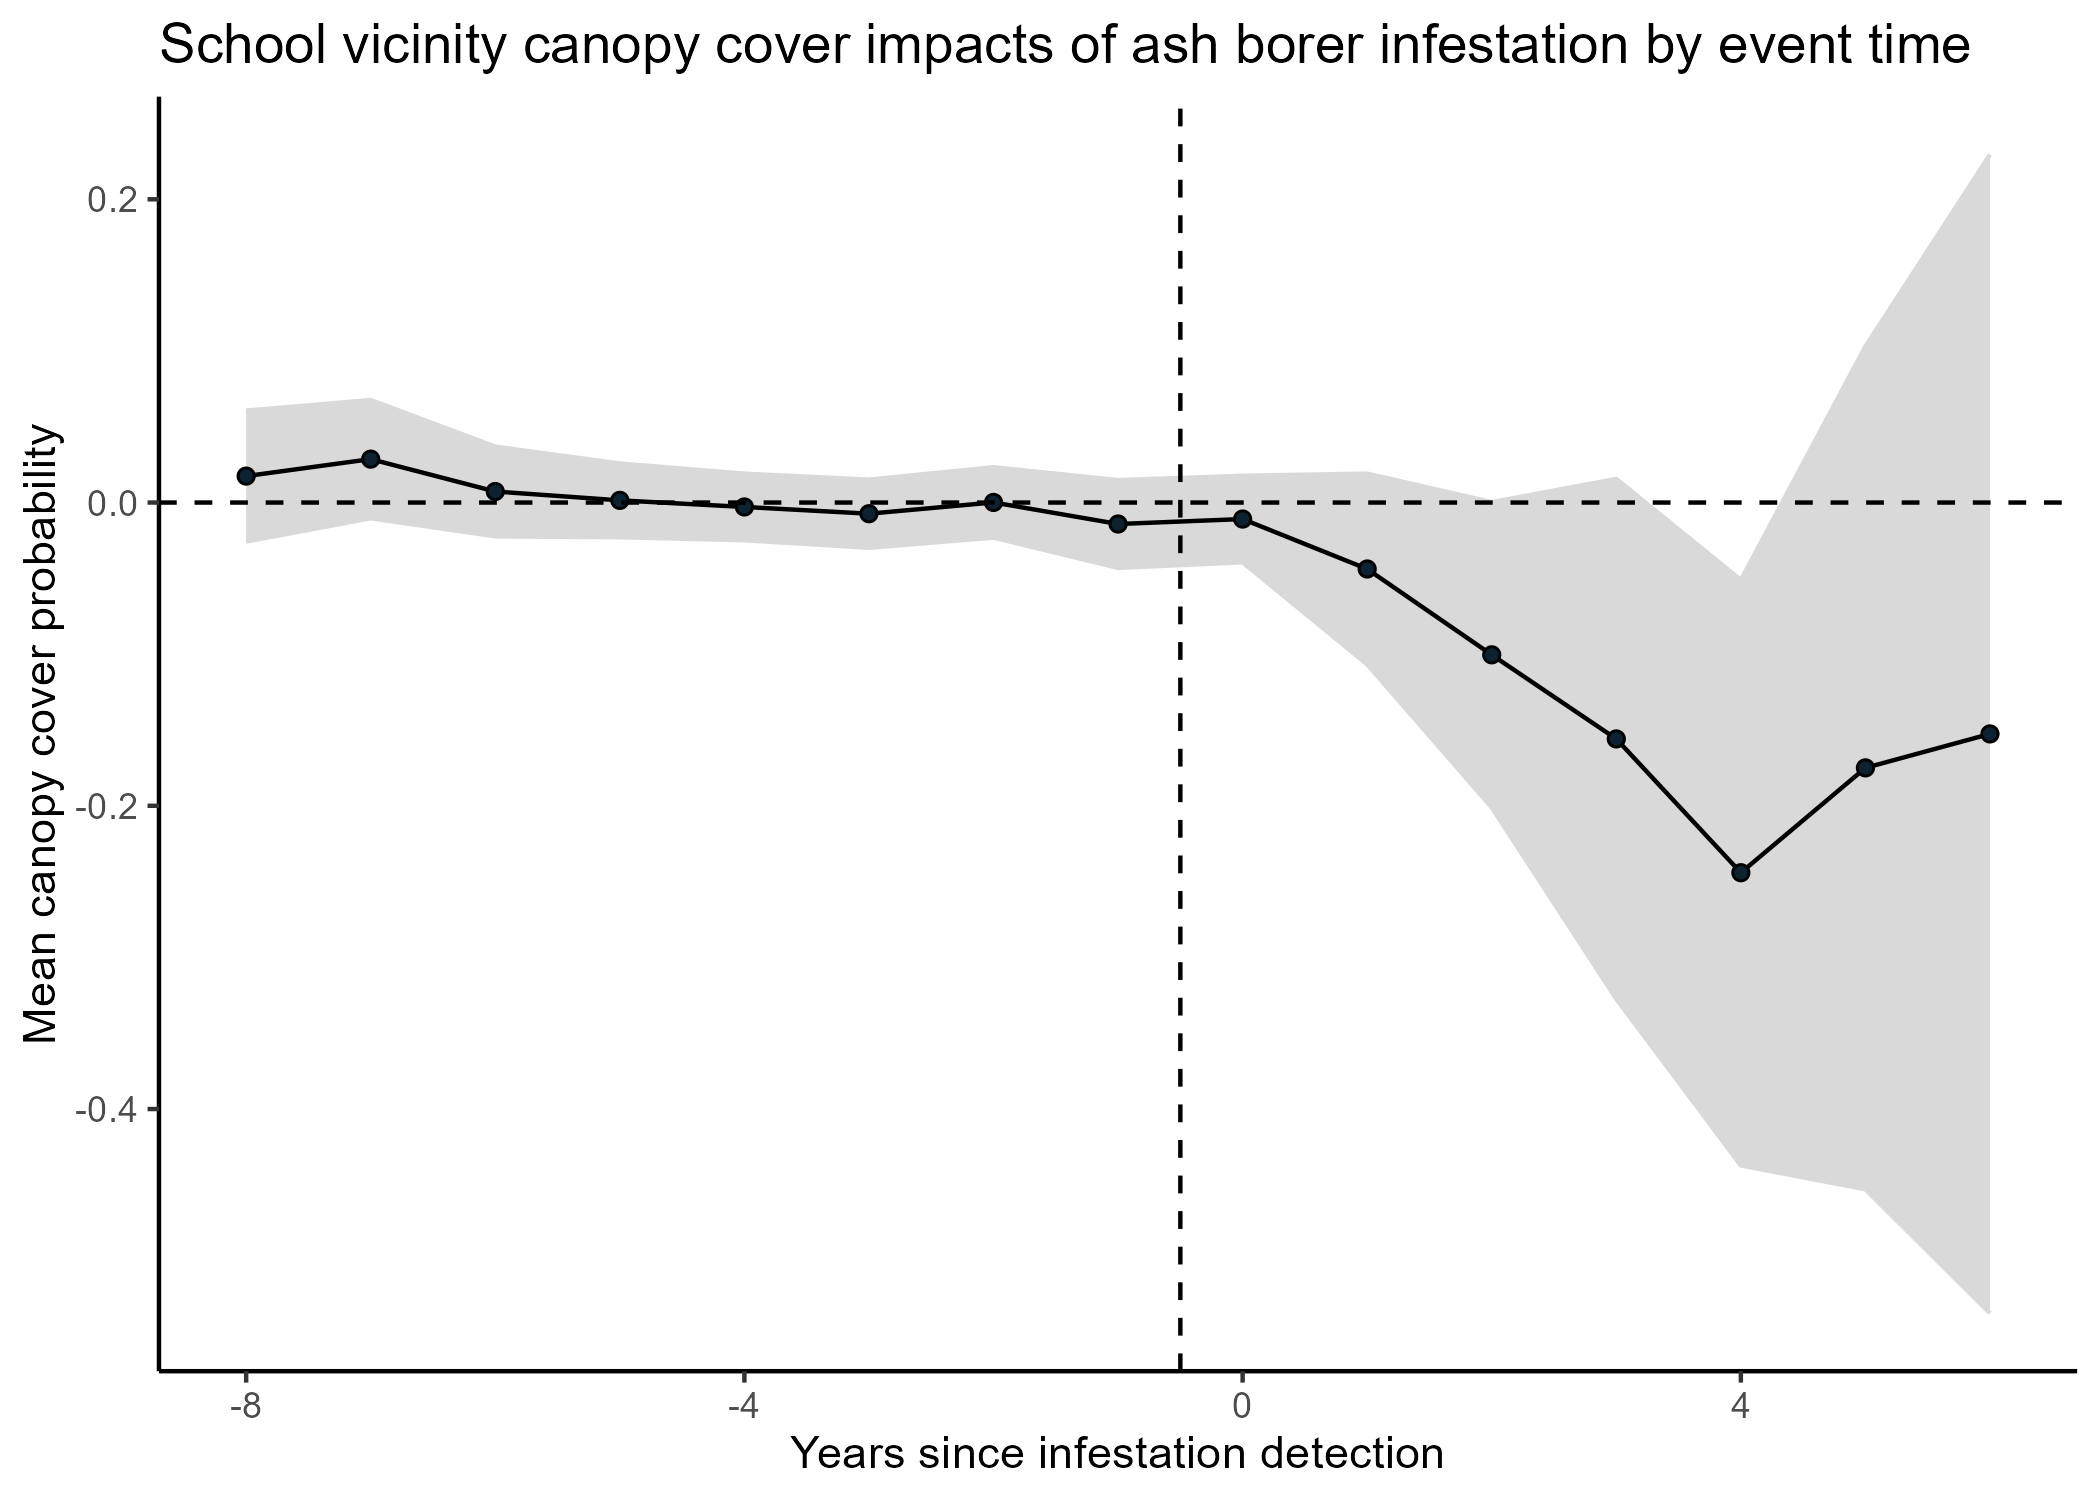 School vicinity canopy cover impacts of ash borer infestation by event time
Mean canopy cover probability
0.2
0.0
-0.2
-0.4
-8
-4
0
4
Years since infestation detection